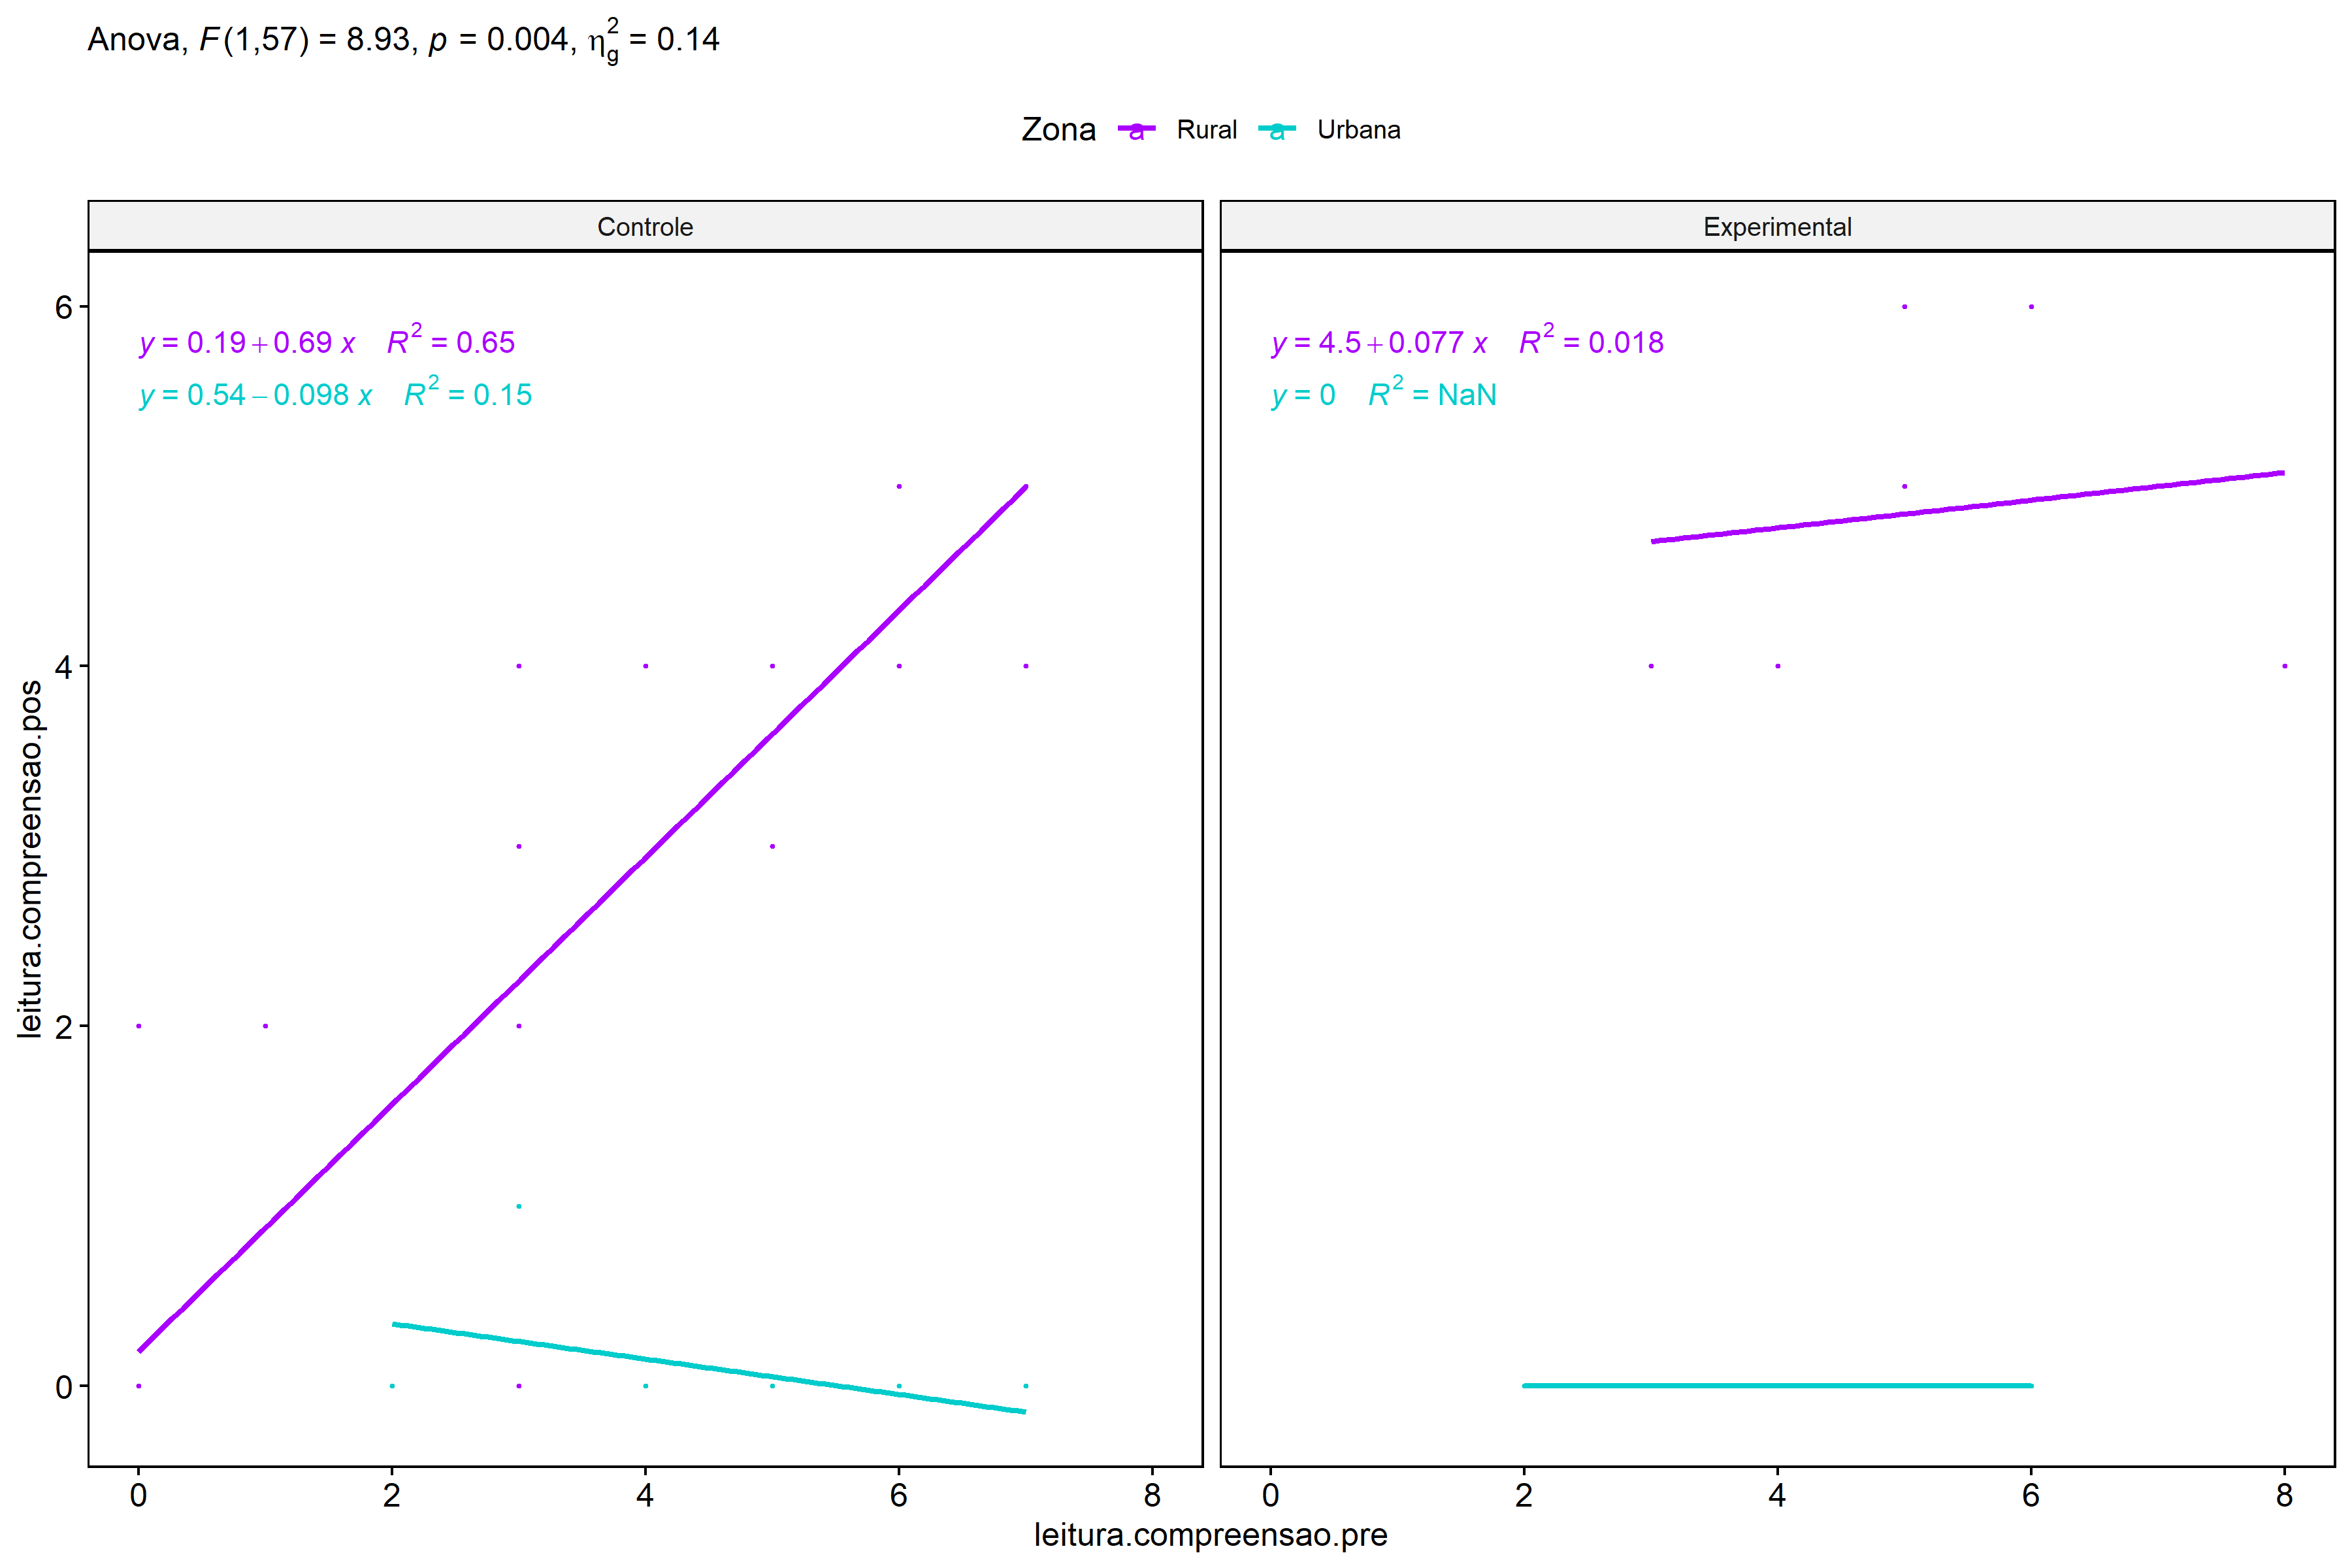 Anova, F(1,57) = 8.93, p = 0.004, η²g = 0.14
Zona a Rural a Urbana
Controle
Experimental
y = 0.19 + 0.69 x R² = 0.65
y = 0.54 − 0.098 x R² = 0.15
y = 4.5 + 0.077 x R² = 0.018
y = 0 R² = NaN
leitura.compreensao.pos
6
4
2
0
0 2 4 6 8
0 2 4 6 8
leitura.compreensao.pre